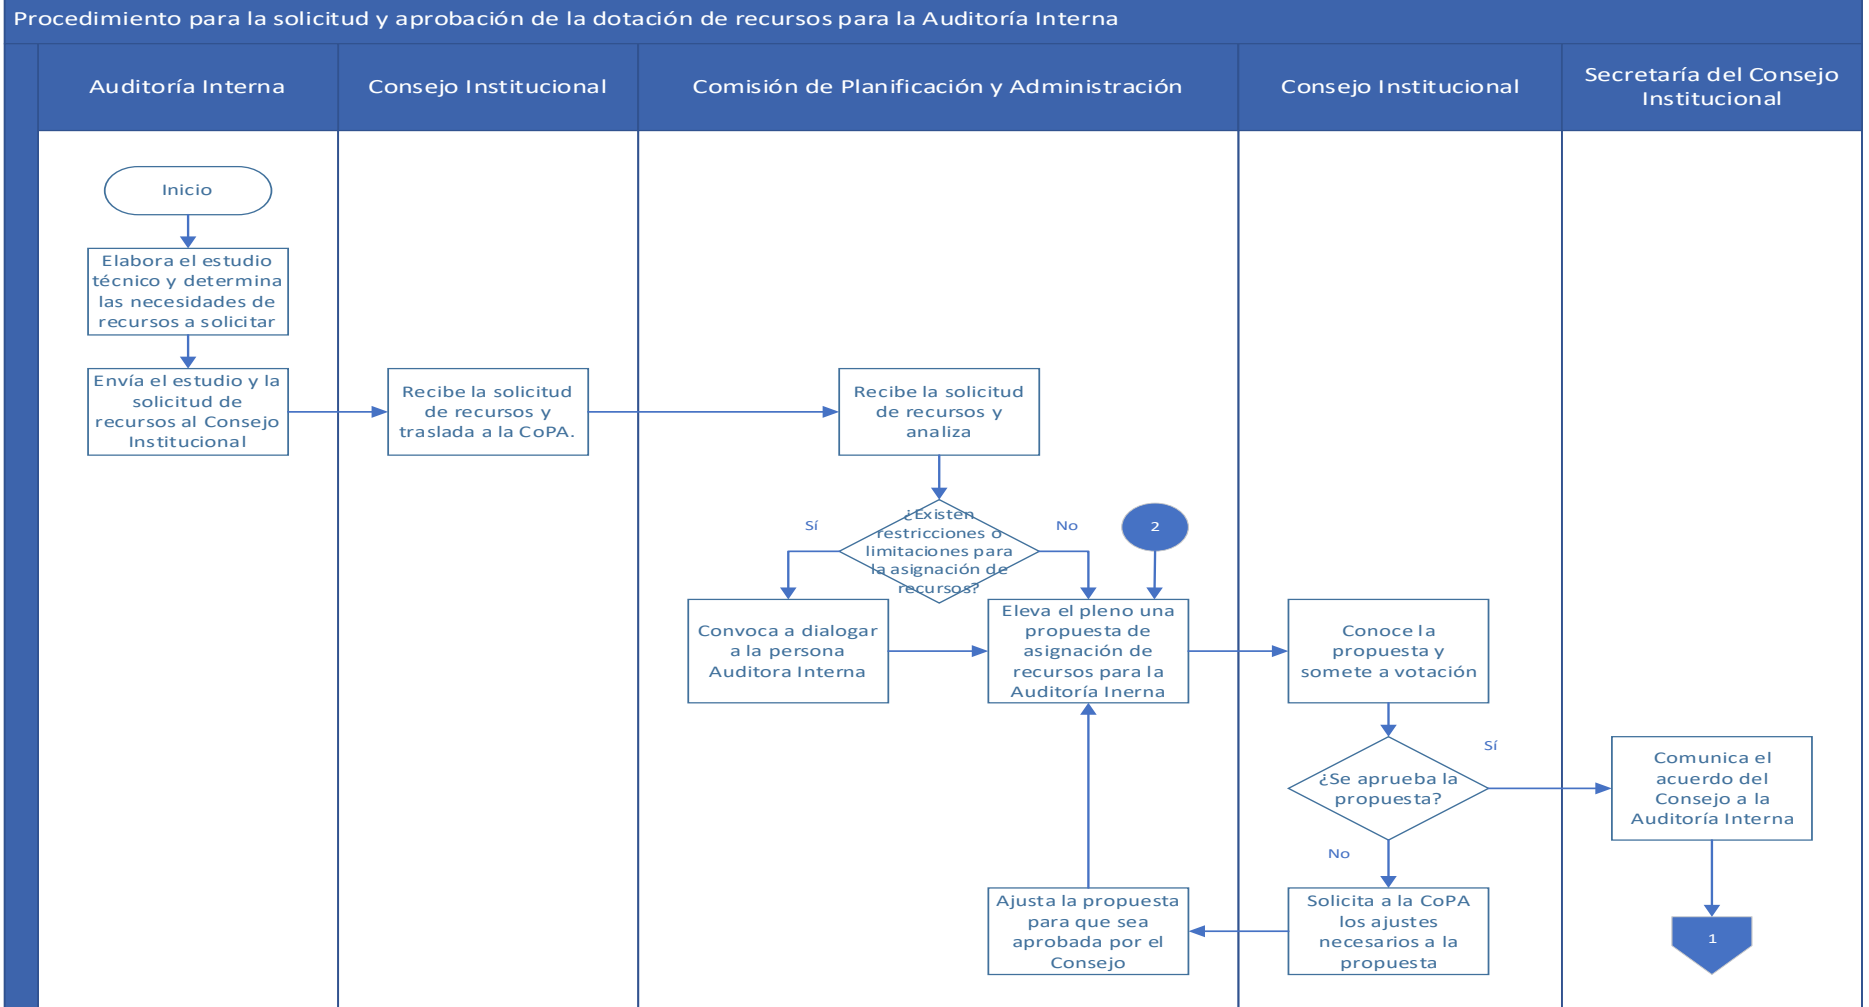 Procedimiento para la solicitud y aprobación de la dotación de recursos para la Auditoría Interna
Auditoría Interna
Consejo Institucional
Comisión de Planificación y Administración
Consejo Institucional
Secretaría del Consejo
Institucional
Inicio
Elabora el estudio
técnico y determina
las necesidades de
recursos a solicitar
Envía el estudio y la
solicitud de
recursos al Consejo
Institucional
Recibe la solicitud
de recursos y
traslada a la CoPA.
Recibe la solicitud
de recursos y
analiza
¿Existen
restricciones o
limitaciones para
la asignación de
recursos?
Sí
No
2
Convoca a dialogar
a la persona
Auditora Interna
Eleva el pleno una
propuesta de
asignación de
recursos para la
Auditoría Inerna
Conoce la
propuesta y
somete a votación
¿Se aprueba la
propuesta?
Sí
No
Comunica el
acuerdo del
Consejo a la
Auditoría Interna
Solicita a la CoPA
los ajustes
necesarios a la
propuesta
Ajusta la propuesta
para que sea
aprobada por el
Consejo
1